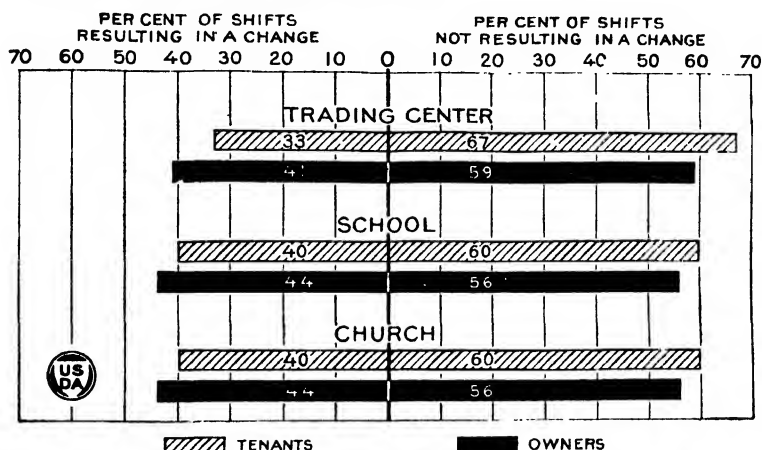 PER CENT OF SHIFTS
RESULTING IN A CHANGE
PER CENT OF SHIFTS
NOT RESULTING IN A CHANGE
70 60 50 40 30 20 10 0 10 20 30 40 50 60 70
TRADING CENTER
33 67
41 59
SCHOOL
40 60
44 56
CHURCH
40 60
44 56
US
DA
TENANTS OWNERS